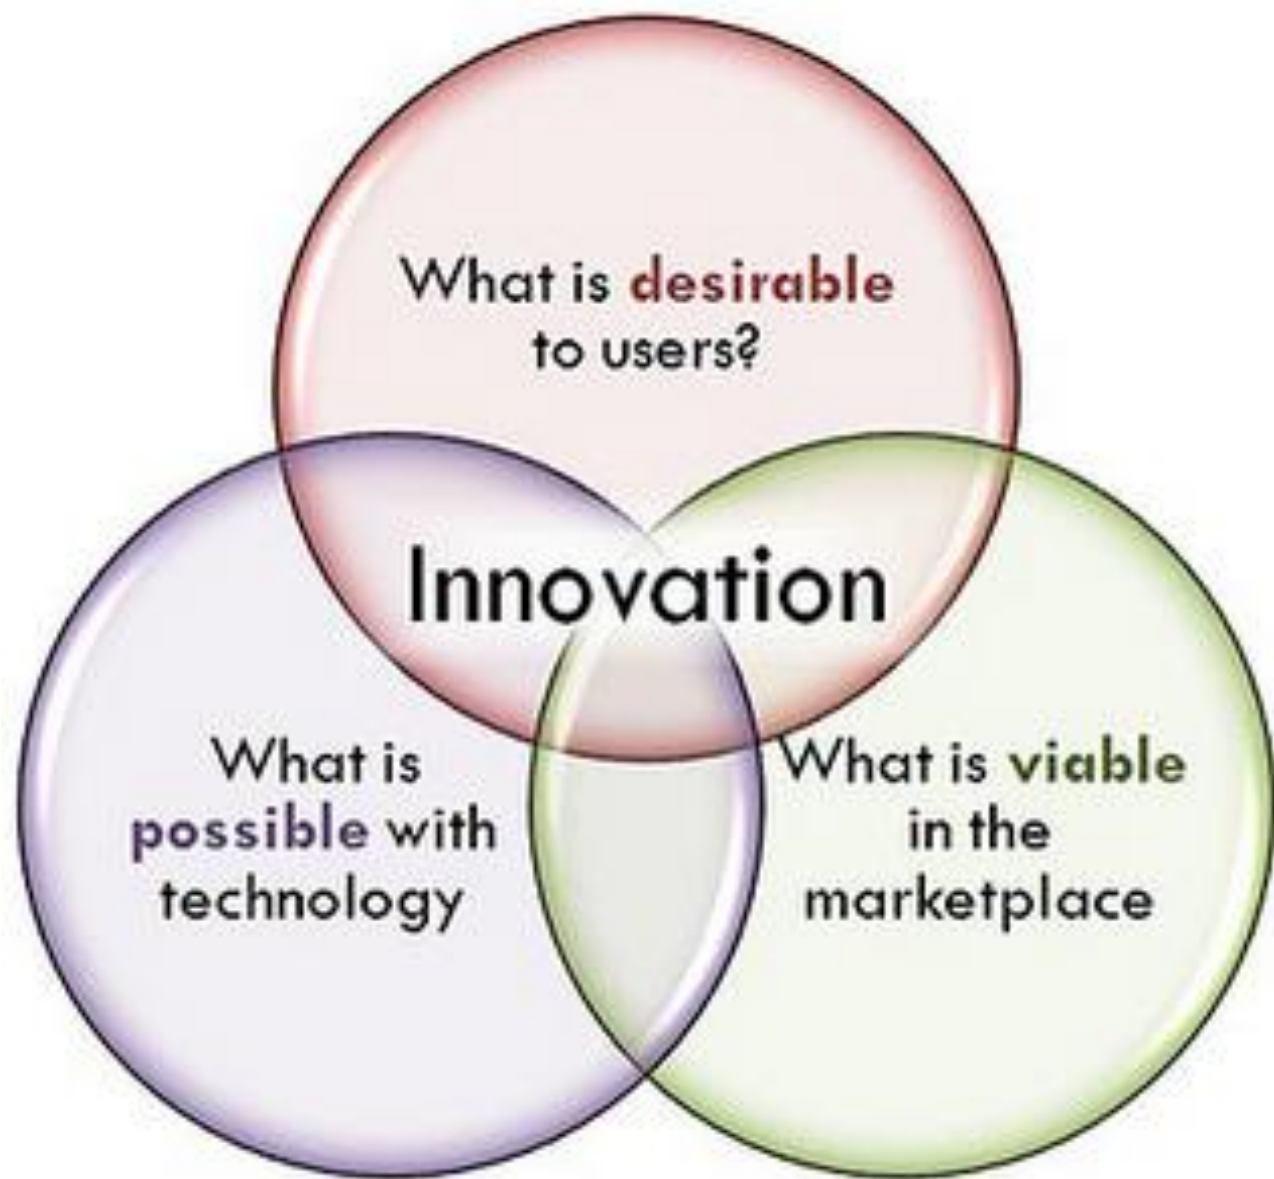 What is desirable
to users?
Innovation
What is
possible with
technology
What is viable
in the
marketplace